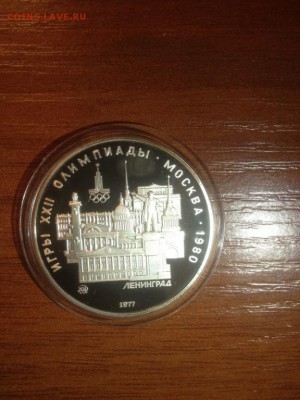 COINS.LAVE.RU
ИГРЫ XXII ОЛИМПИАДЫ · МОСКВА · 1980
ЛЕНИНГРАД
1977